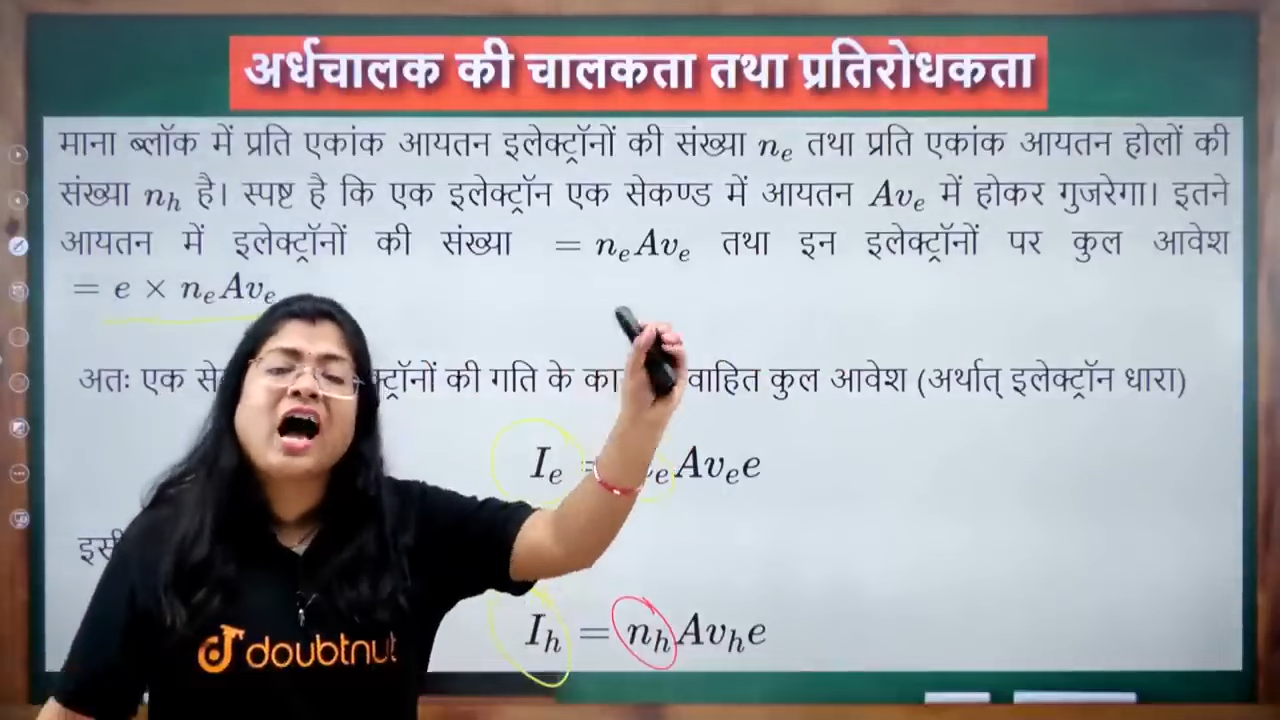 अर्धचालक की चालकता तथा प्रतिरोधकता
माना ब्लॉक में प्रति एकांक आयतन इलेक्ट्रॉनों की संख्या nₑ तथा प्रति एकांक आयतन होलों की
संख्या nₕ है। स्पष्ट है कि एक इलेक्ट्रॉन एक सेकण्ड में आयतन Avₑ में होकर गुजरेगा। इतने
आयतन में इलेक्ट्रॉनों की संख्या = nₑAvₑ तथा इन इलेक्ट्रॉनों पर कुल आवेश
= e × nₑAvₑ
अतः एक की गति के कुल आवेश (अर्थात् इलेक्ट्रॉन धारा)
Iₑ = ₑAvₑe
Iₕ = nₕAvₕe
doubtnut